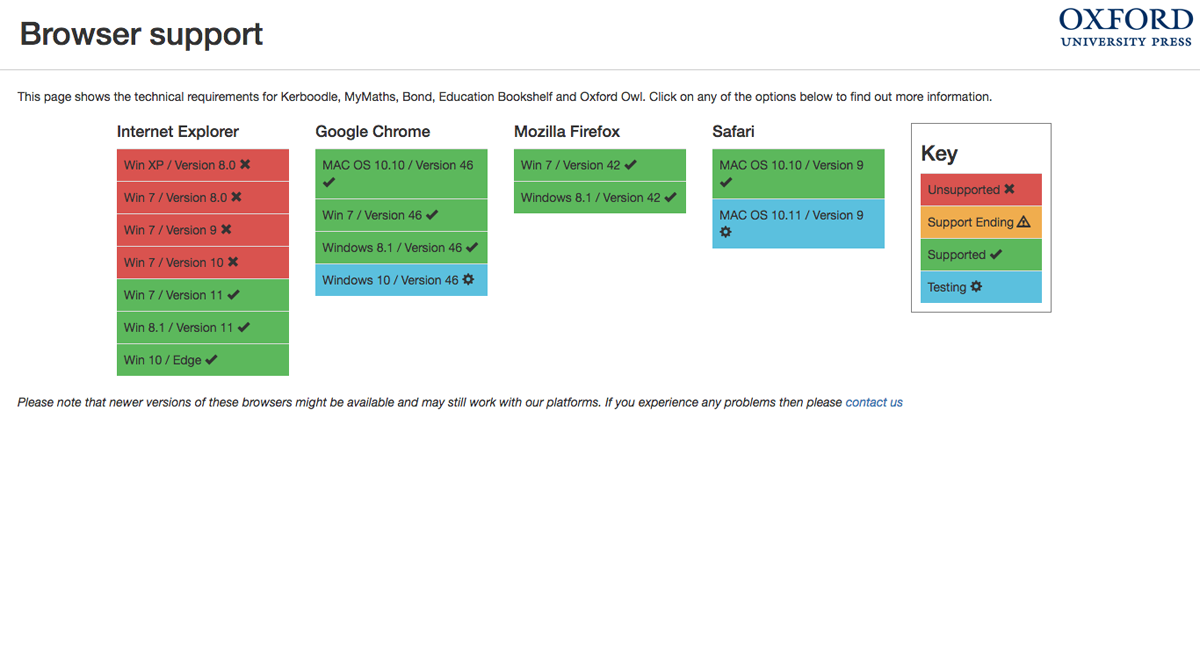 Browser support
OXFORD
UNIVERSITY PRESS
This page shows the technical requirements for Kerboodle, MyMaths, Bond, Education Bookshelf and Oxford Owl. Click on any of the options below to find out more information.
Internet Explorer
Win XP / Version 8.0 ✖
Win 7 / Version 8.0 ✖
Win 7 / Version 9 ✖
Win 7 / Version 10 ✖
Win 7 / Version 11 ✔
Win 8.1 / Version 11 ✔
Win 10 / Edge ✔
Google Chrome
MAC OS 10.10 / Version 46
✔
Win 7 / Version 46 ✔
Windows 8.1 / Version 46 ✔
Windows 10 / Version 46 ⚙
Mozilla Firefox
Win 7 / Version 42 ✔
Windows 8.1 / Version 42 ✔
Safari
MAC OS 10.10 / Version 9
✔
MAC OS 10.11 / Version 9
⚙
Key
Unsupported ✖
Support Ending ⚠
Supported ✔
Testing ⚙
Please note that newer versions of these browsers might be available and may still work with our platforms. If you experience any problems then please contact us